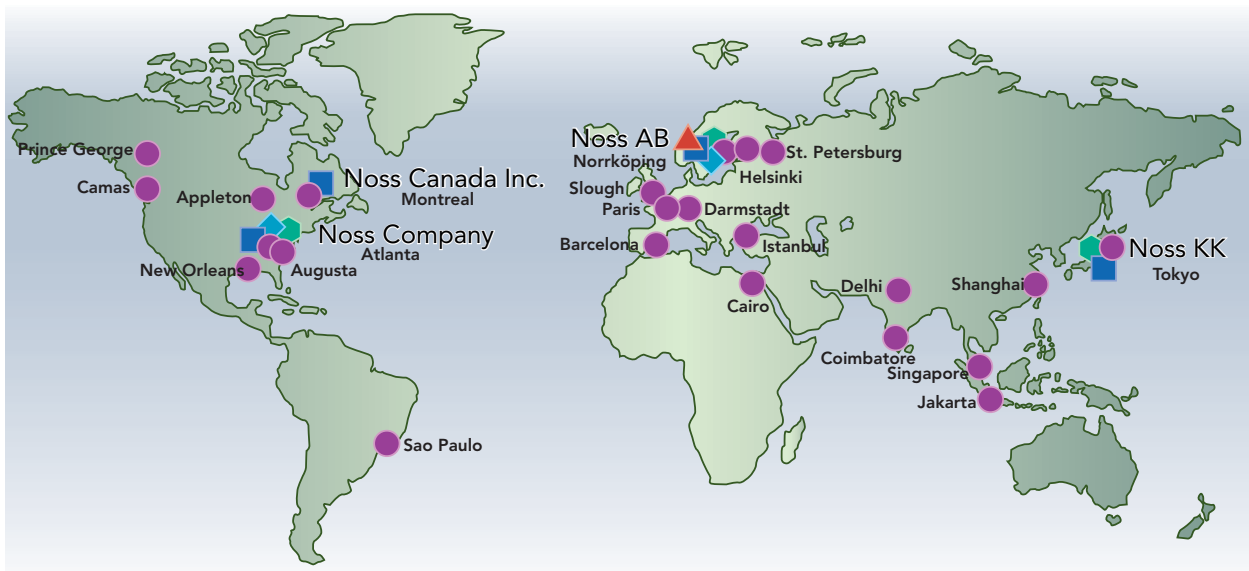 Prince George
Camas
Appleton
Noss Canada Inc.
Montreal
Noss Company
Atlanta
New Orleans
Augusta
Sao Paulo
Noss AB
Norrköping
St. Petersburg
Helsinki
Slough
Paris
Darmstadt
Barcelona
Istanbul
Cairo
Delhi
Shanghai
Noss KK
Tokyo
Coimbatore
Singapore
Jakarta